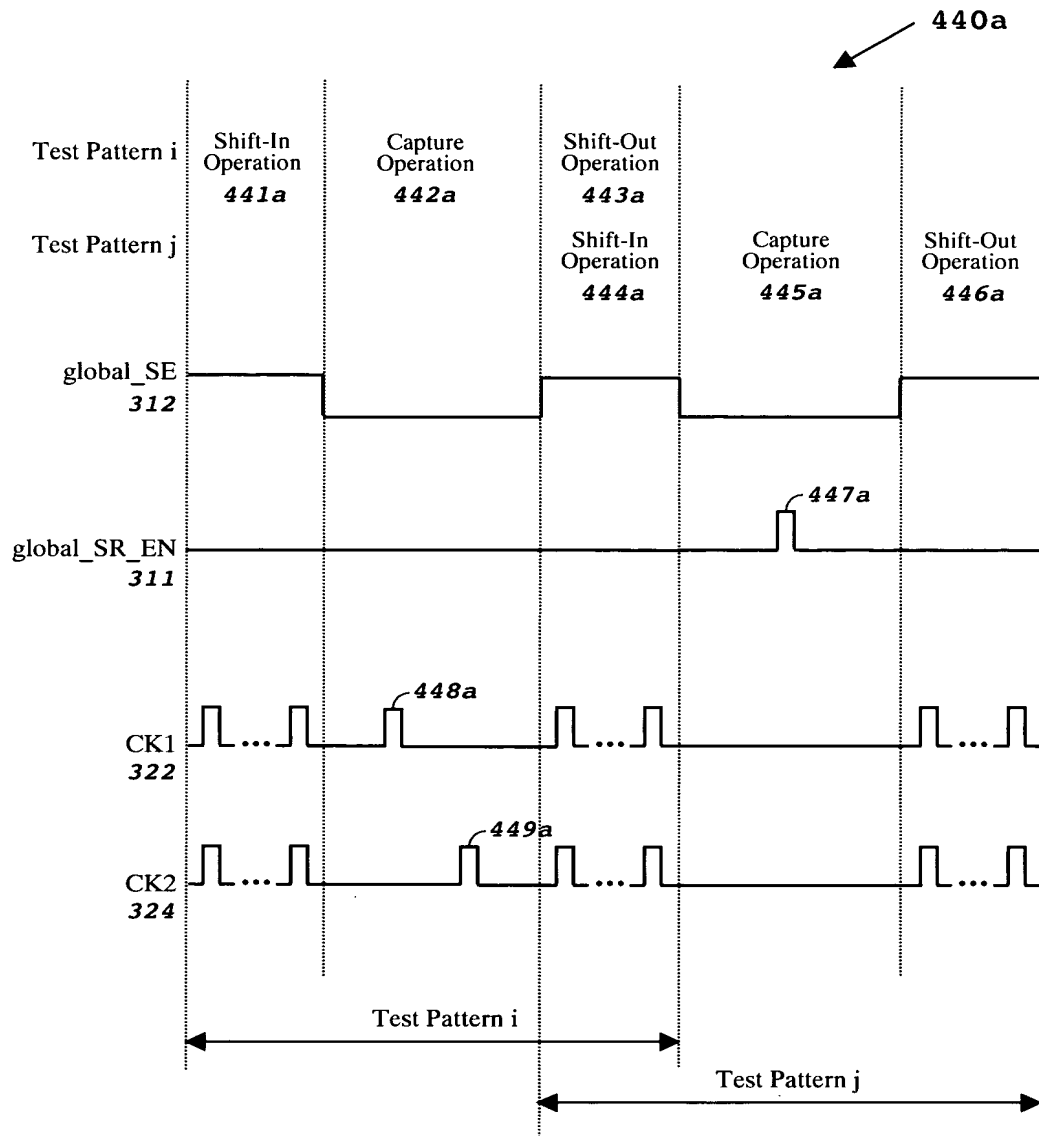 440a
Test Pattern i
Shift-In
Operation
441a
Capture
Operation
442a
Shift-Out
Operation
443a
Test Pattern j
Shift-In
Operation
444a
Capture
Operation
445a
Shift-Out
Operation
446a
global_SE
312
447a
global_SR_EN
311
448a
CK1
...
...
...
322
449a
CK2
...
...
...
324
Test Pattern i
Test Pattern j